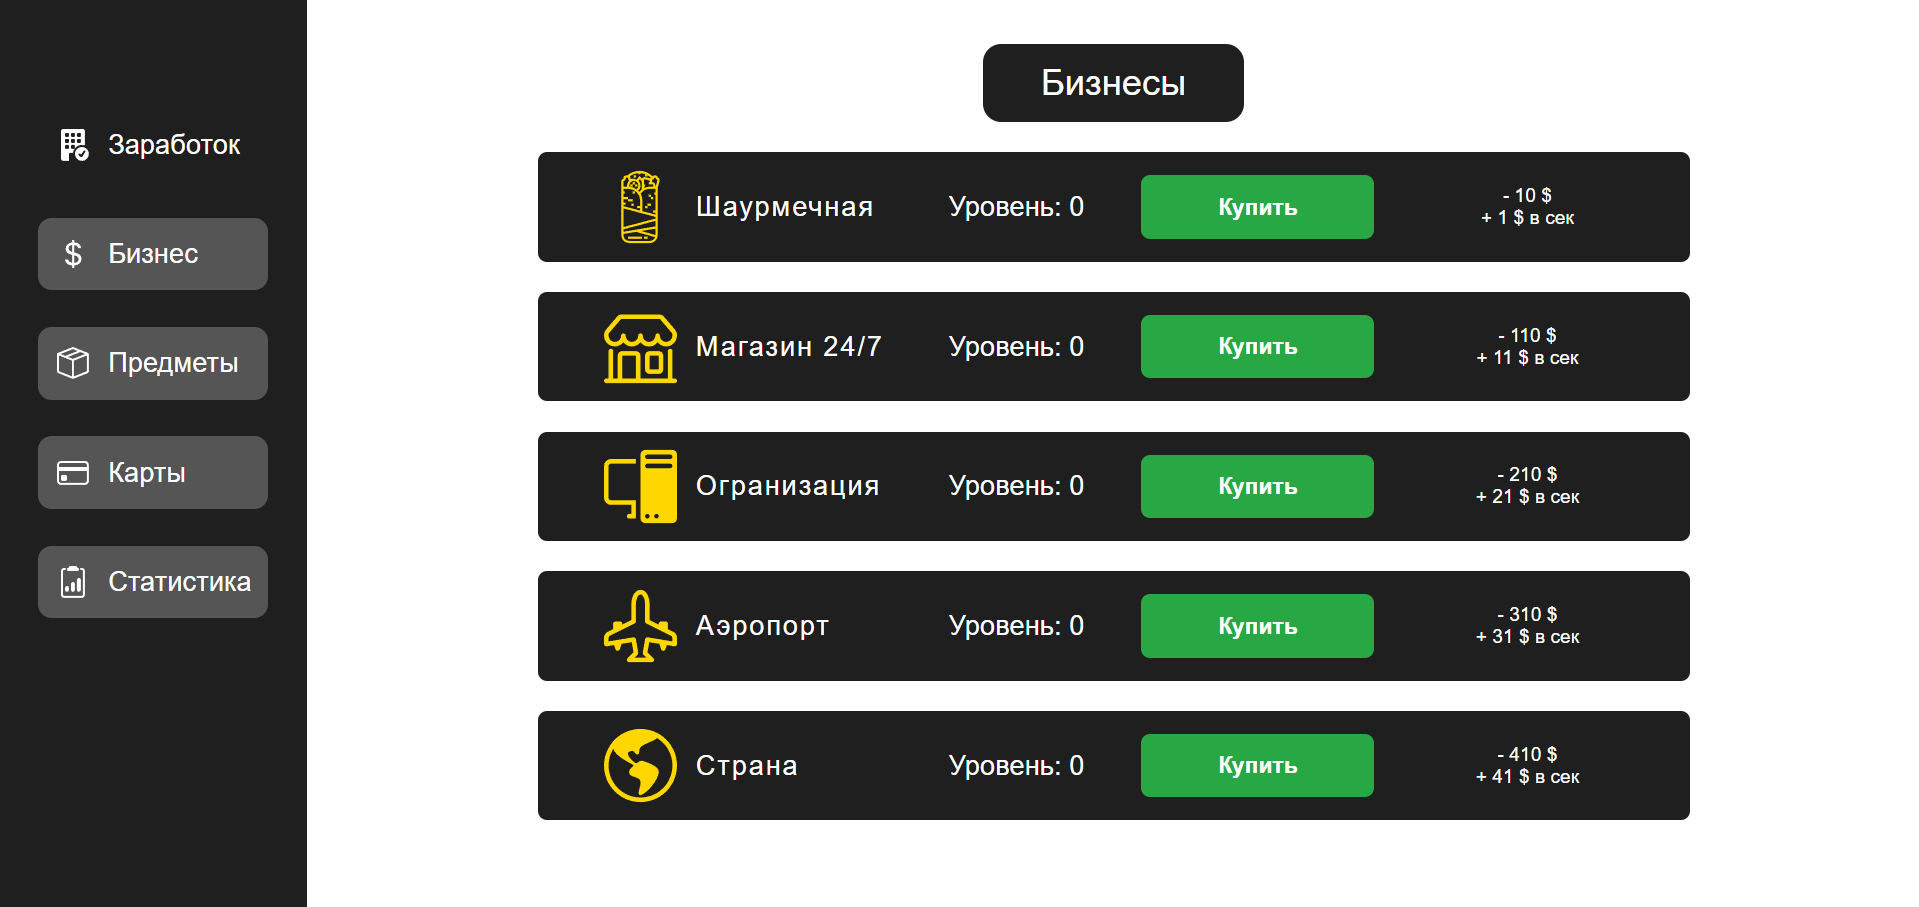 Заработок
Бизнес
Предметы
Карты
Статистика
Бизнесы
Шаурмечная
Уровень: 0
Купить
- 10 $
+ 1 $ в сек
Магазин 24/7
Уровень: 0
Купить
- 110 $
+ 11 $ в сек
Огранизация
Уровень: 0
Купить
- 210 $
+ 21 $ в сек
Аэропорт
Уровень: 0
Купить
- 310 $
+ 31 $ в сек
Страна
Уровень: 0
Купить
- 410 $
+ 41 $ в сек